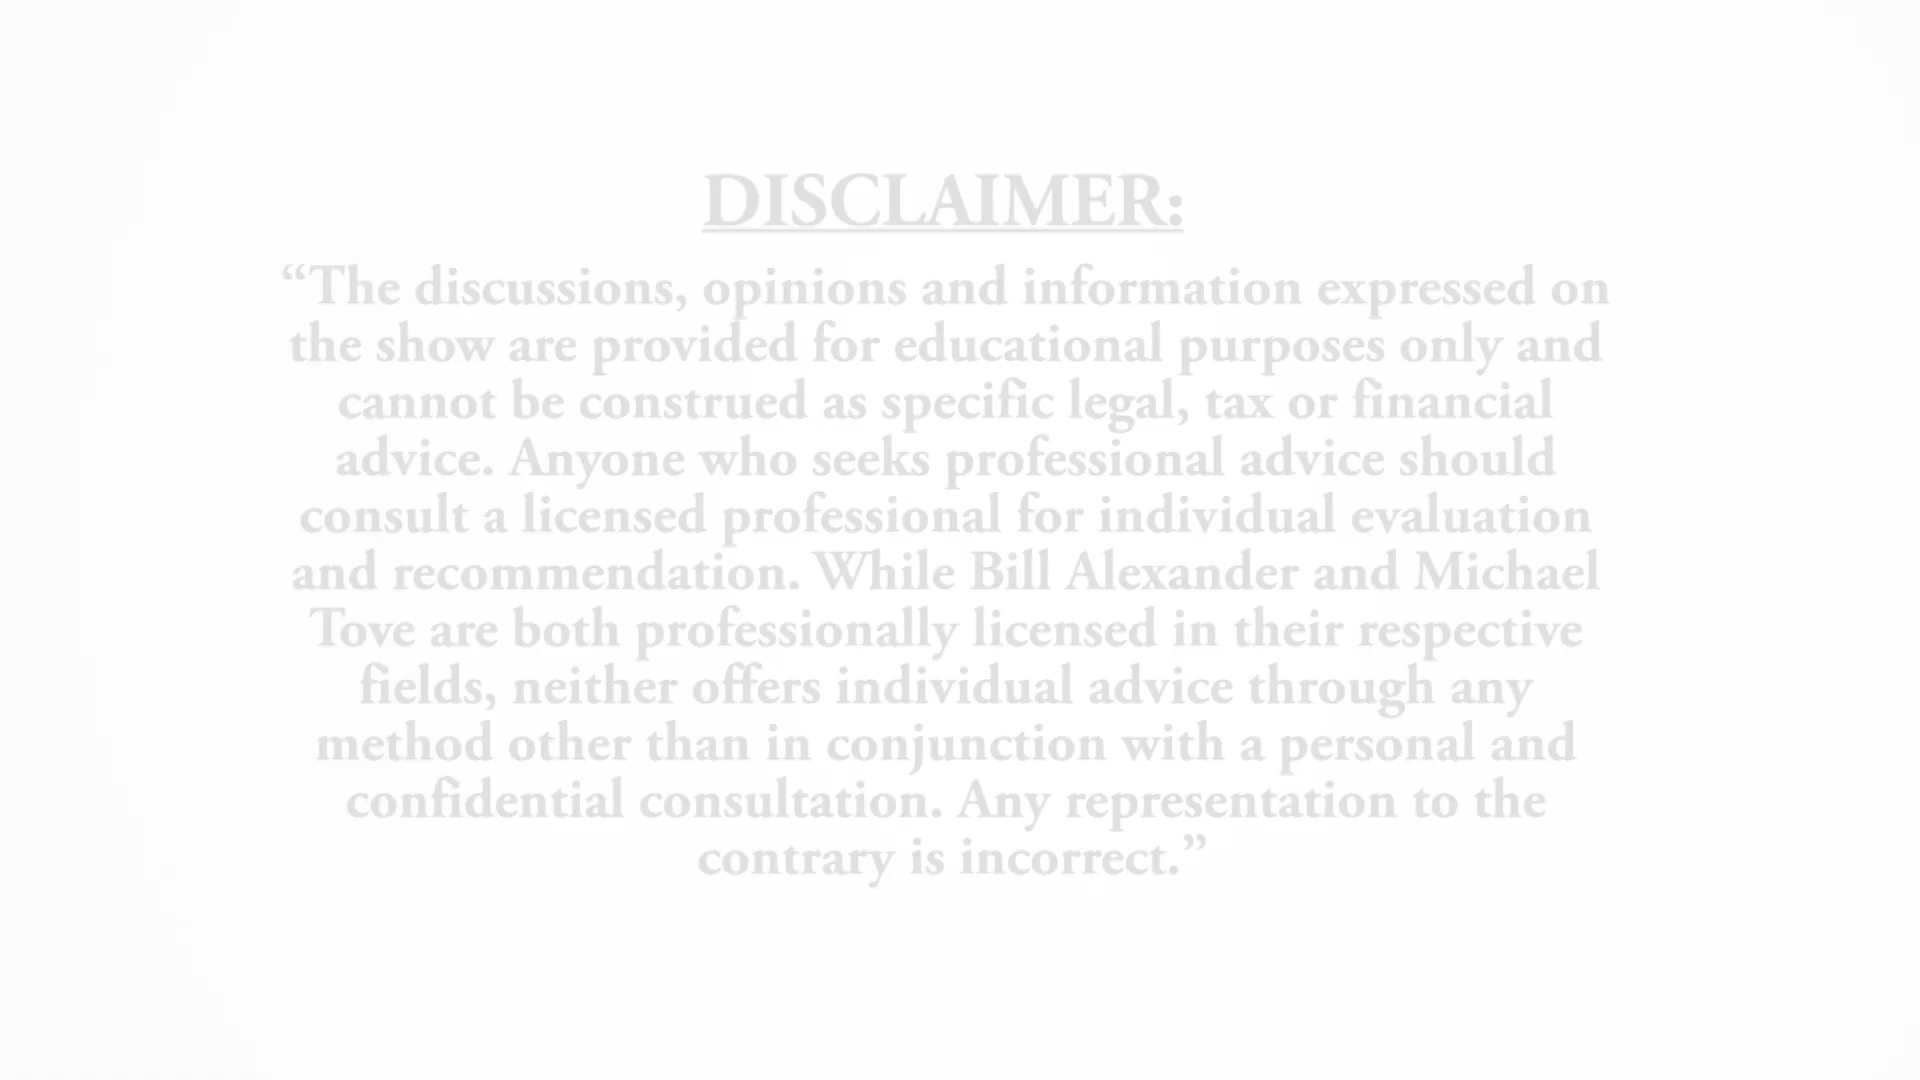 DISCLAIMER:
“The discussions, opinions and information expressed on
the show are provided for educational purposes only and
cannot be construed as specific legal, tax or financial
advice. Anyone who seeks professional advice should
consult a licensed professional for individual evaluation
and recommendation. While Bill Alexander and Michael
Tove are both professionally licensed in their respective
fields, neither offers individual advice through any
method other than in conjunction with a personal and
confidential consultation. Any representation to the
contrary is incorrect.”